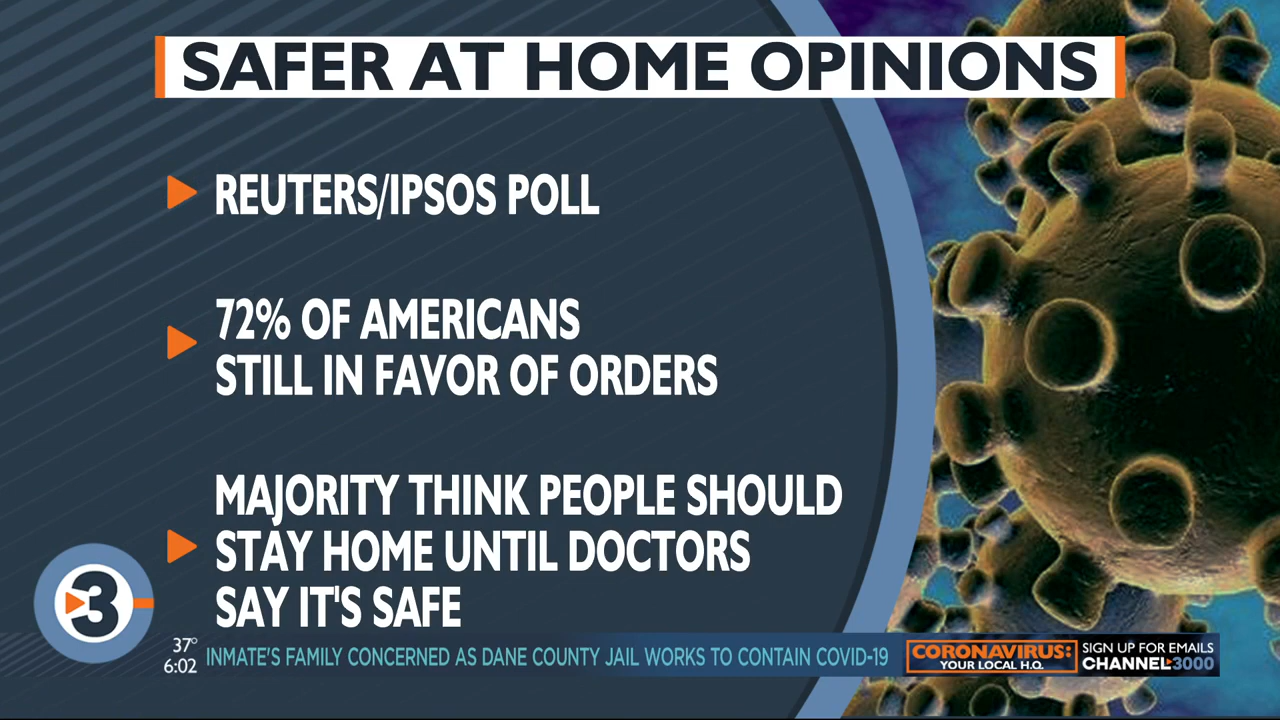 SAFER AT HOME OPINIONS
REUTERS/IPSOS POLL
72% OF AMERICANS
STILL IN FAVOR OF ORDERS
MAJORITY THINK PEOPLE SHOULD
STAY HOME UNTIL DOCTORS
SAY IT'S SAFE
3
37°
6:02
INMATE'S FAMILY CONCERNED AS DANE COUNTY JAIL WORKS TO CONTAIN COVID-19
CORONAVIRUS:
YOUR LOCAL H.Q.
SIGN UP FOR EMAILS
CHANNEL3000